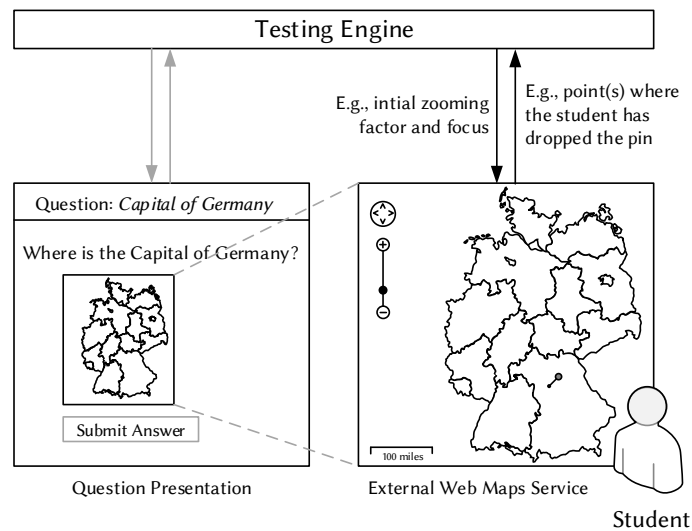 Testing Engine
E.g., intial zooming
factor and focus
E.g., point(s) where
the student has
dropped the pin
Question: Capital of Germany
Where is the Capital of Germany?
Submit Answer
100 miles
Question Presentation
External Web Maps Service
Student